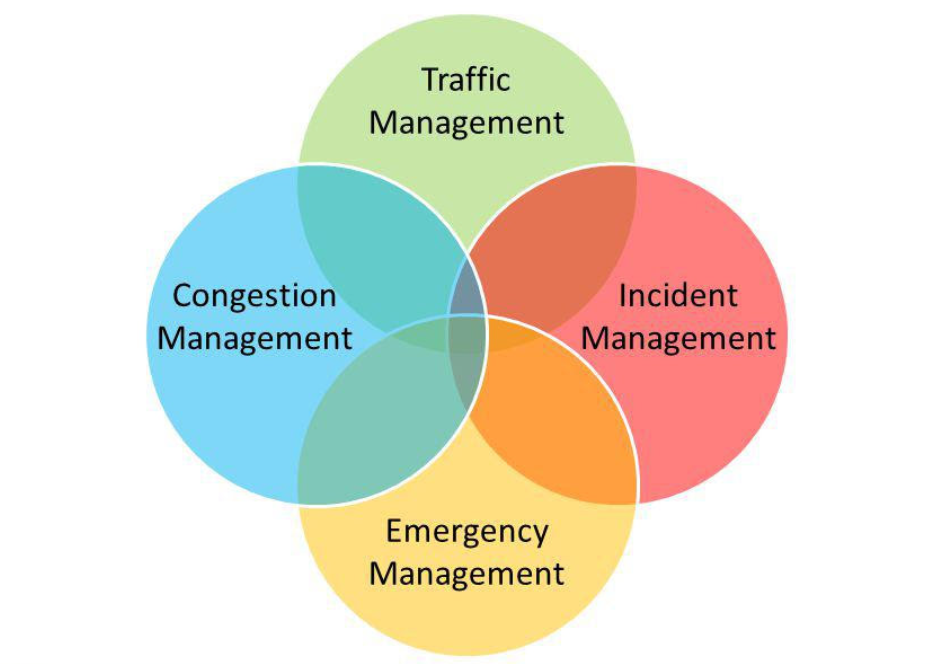 Traffic
Management
Congestion
Management
Incident
Management
Emergency
Management